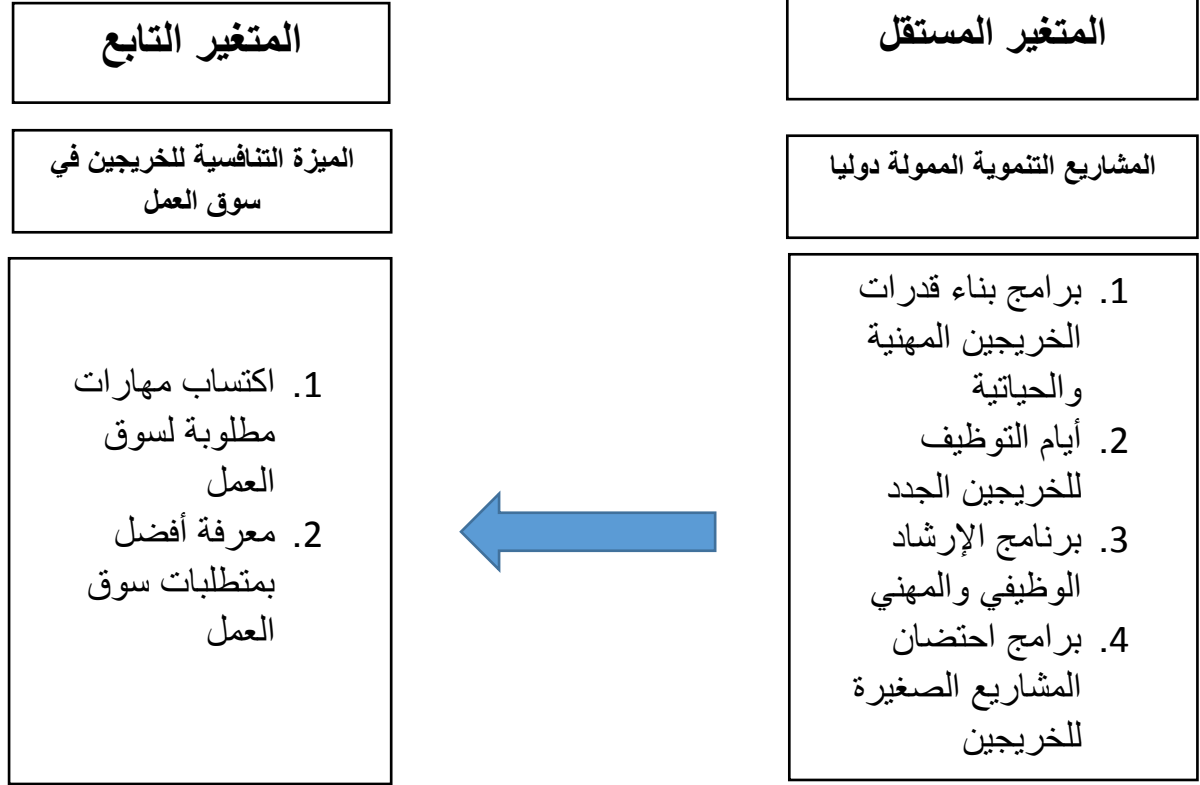 المتغير المستقل
المشاريع التنموية الممولة دوليا
1. برامج بناء قدرات
الخريجين المهنية
والحياتية
2. أيام التوظيف
للخريجين الجدد
3. برنامج الإرشاد
الوظيفي والمهني
4. برامج احتضان
المشاريع الصغيرة
للخريجين
المتغير التابع
الميزة التنافسية للخريجين في
سوق العمل
1. اكتساب مهارات
مطلوبة لسوق
العمل
2. معرفة أفضل
بمتطلبات سوق
العمل